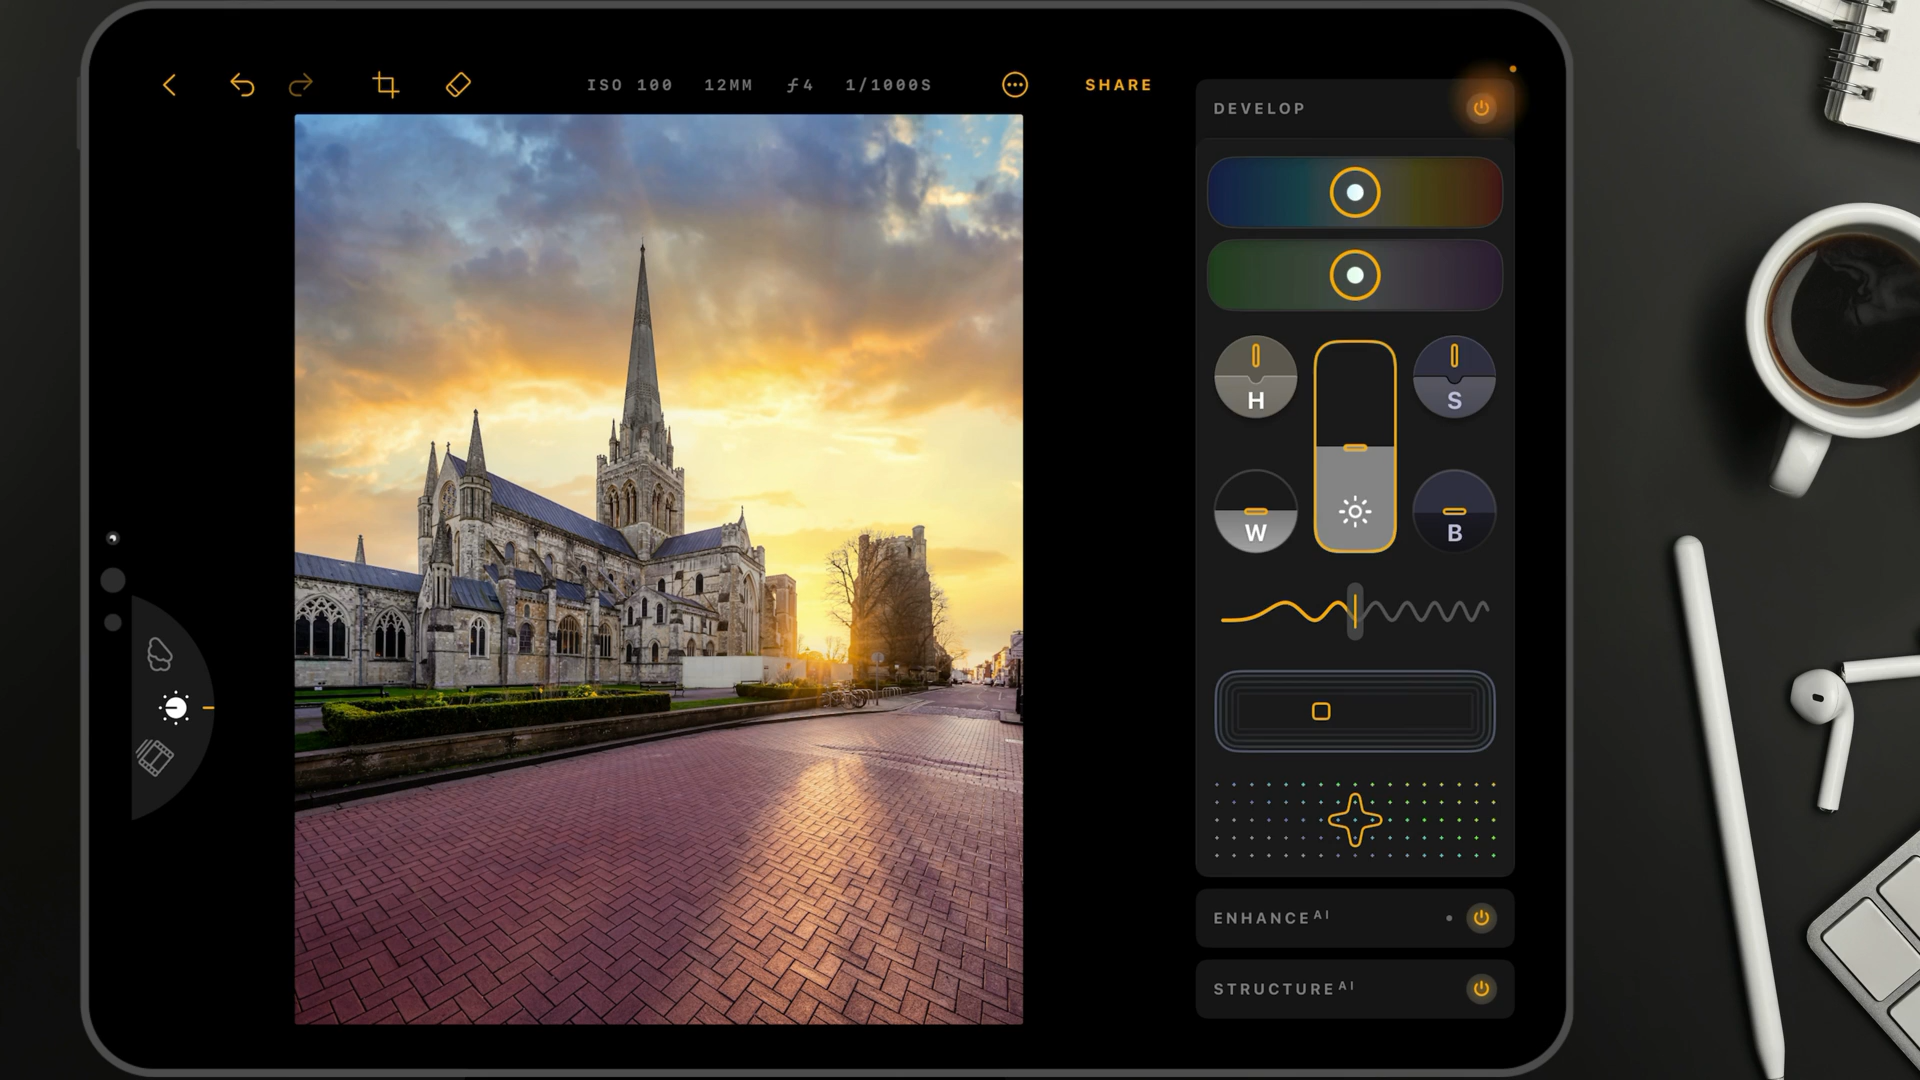 ISO 100 12MM ƒ4 1/1000S
SHARE
DEVELOP
H
S
W
B
ENHANCE AI
STRUCTURE AI